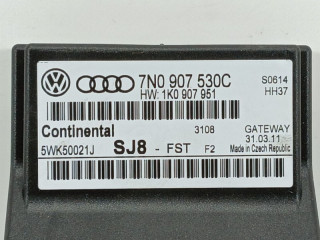 7N0 907 530C
HW: 1K0 907 951
S0614
HH37
Continental
3108
GATEWAY
31.03.11
5WK50021J
SJ8 - FST F2
Made in Czech Republic